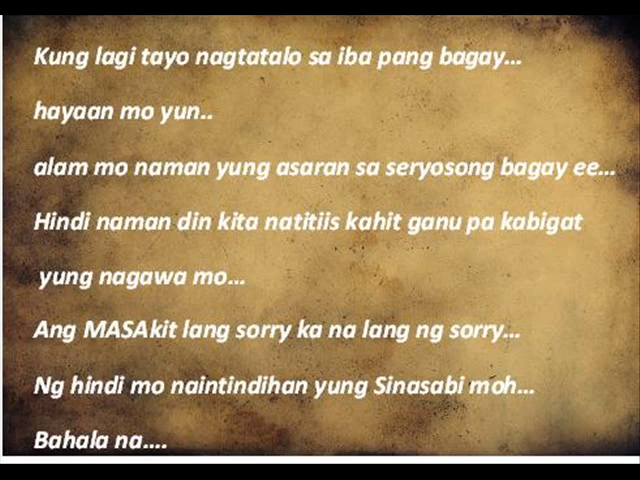 Kung lagi tayo nagtatalo sa iba pang bagay...
hayaan mo yun..
alam mo naman yung asaran sa seryosong bagay ee...
Hindi naman din kita natitiis kahit ganu pa kabigat
yung nagawa mo...
Ang MASAkit lang sorry ka na lang ng sorry...
Ng hindi mo naintindihan yung Sinasabi moh...
Bahala na....